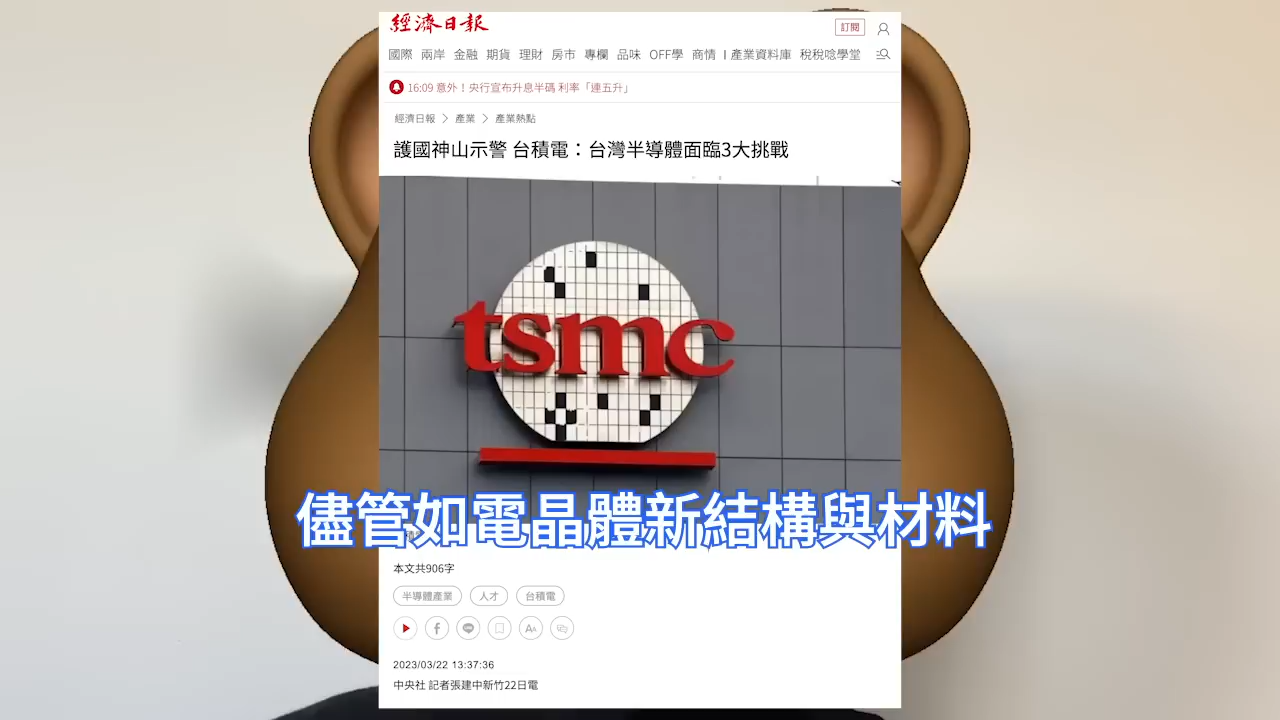 經濟日報
訂閱
國際 兩岸 金融 期貨 理財 房市 專欄 品味 OFF學 商情 產業資料庫 稅稅唸學堂
16:09 意外!央行宣布升息半碼 利率「連五升」
經濟日報 > 產業 > 產業熱點
護國神山示警 台積電:台灣半導體面臨3大挑戰
tsmc
儘管如電晶體新結構與材料
本文共906字
半導體產業 人才 台積電
AA
2023/03/22 13:37:36
中央社 記者張建中新竹22日電